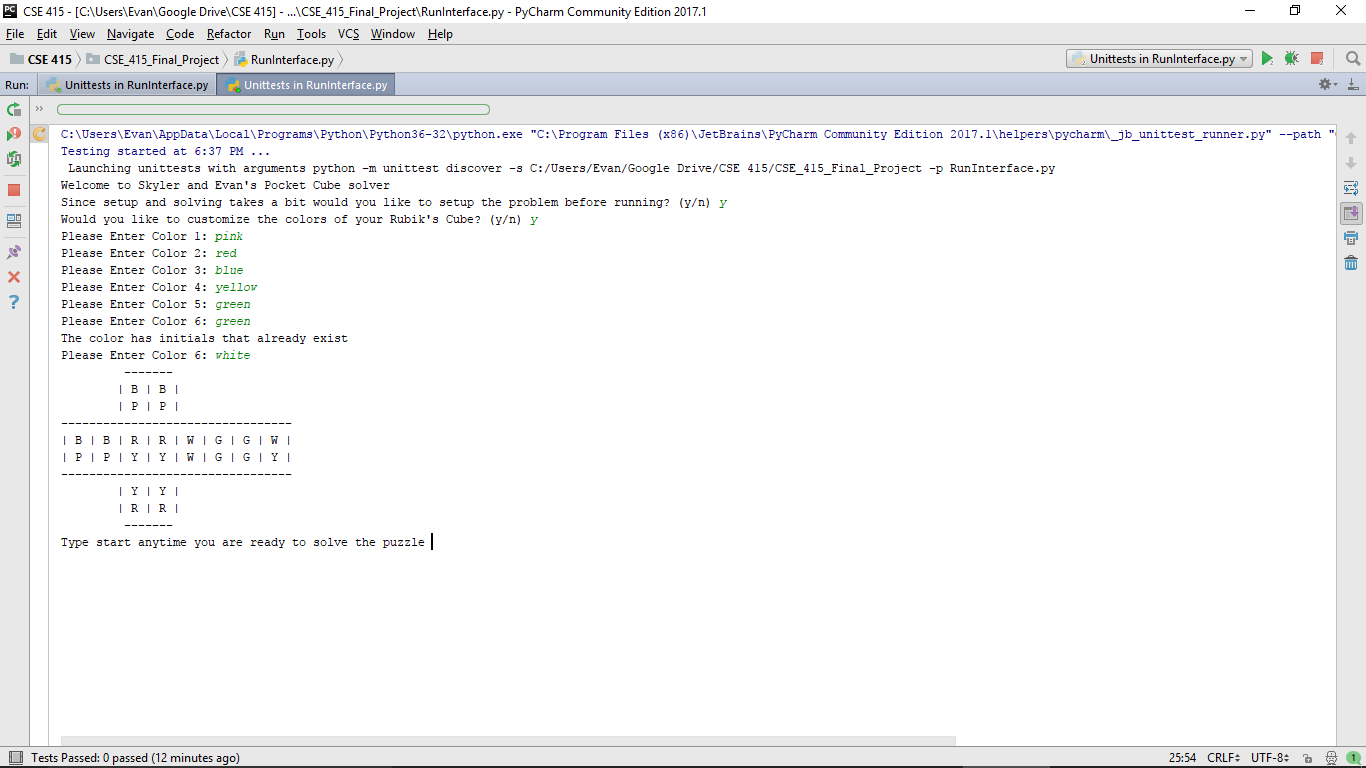 CSE 415 - [C:\Users\Evan\Google Drive\CSE 415] - ...\CSE_415_Final_Project\RunInterface.py - PyCharm Community Edition 2017.1
File Edit View Navigate Code Refactor Run Tools VCS Window Help
CSE 415 CSE_415_Final_Project RunInterface.py Unittests in RunInterface.py
Run: Unittests in RunInterface.py Unittests in RunInterface.py
C:\Users\Evan\AppData\Local\Programs\Python\Python36-32\python.exe "C:\Program Files (x86)\JetBrains\PyCharm Community Edition 2017.1\helpers\pycharm\_jb_unittest_runner.py" --path "
Testing started at 6:37 PM ...
Launching unittests with arguments python -m unittest discover -s C:/Users/Evan/Google Drive/CSE 415/CSE_415_Final_Project -p RunInterface.py
Welcome to Skyler and Evan's Pocket Cube solver
Since setup and solving takes a bit would you like to setup the problem before running? (y/n) y
Would you like to customize the colors of your Rubik's Cube? (y/n) y
Please Enter Color 1: pink
Please Enter Color 2: red
Please Enter Color 3: blue
Please Enter Color 4: yellow
Please Enter Color 5: green
Please Enter Color 6: green
The color has initials that already exist
Please Enter Color 6: white
-------
| B | B |
| P | P |
---------------------------------
| B | B | R | R | W | G | G | W |
| P | P | Y | Y | W | G | G | Y |
---------------------------------
| Y | Y |
| R | R |
-------
Type start anytime you are ready to solve the puzzle
Tests Passed: 0 passed (12 minutes ago) 25:54 CRLF UTF-8 1